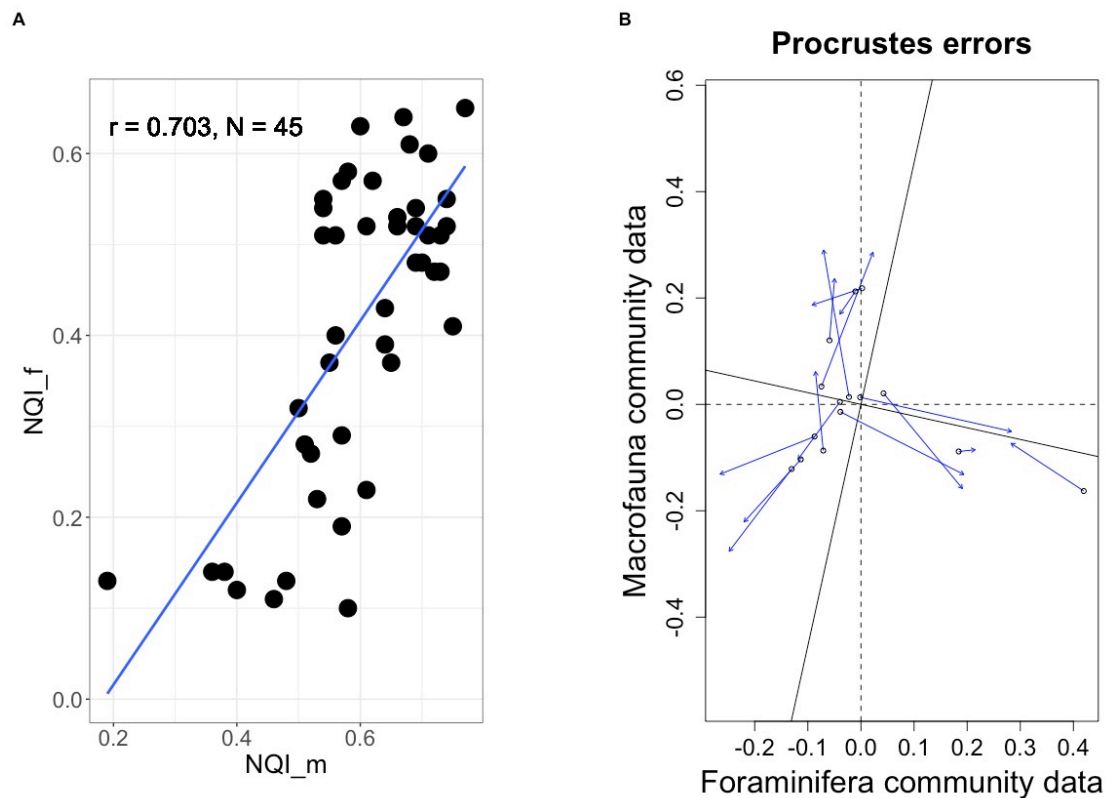 A
r = 0.703, N = 45
NQI_f
0.6
0.4
0.2
0.0
0.2 0.4 0.6
NQI_m
B
Procrustes errors
Macrofauna community data
0.6
0.4
0.2
0.0
-0.2
-0.4
-0.2 -0.1 0.0 0.1 0.2 0.3 0.4
Foraminifera community data